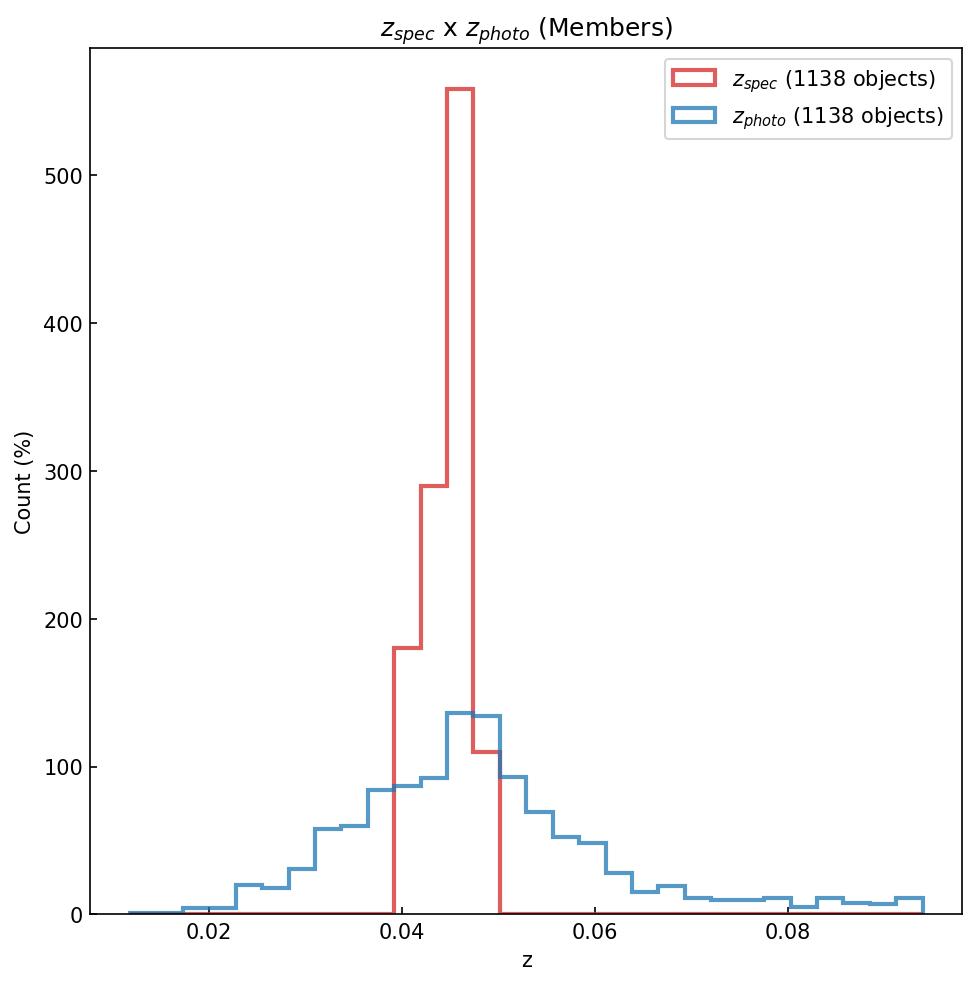 z_spec x z_photo (Members)
z_spec (1138 objects)
z_photo (1138 objects)
Count (%)
500
400
300
200
100
0
0.02 0.04 0.06 0.08
z